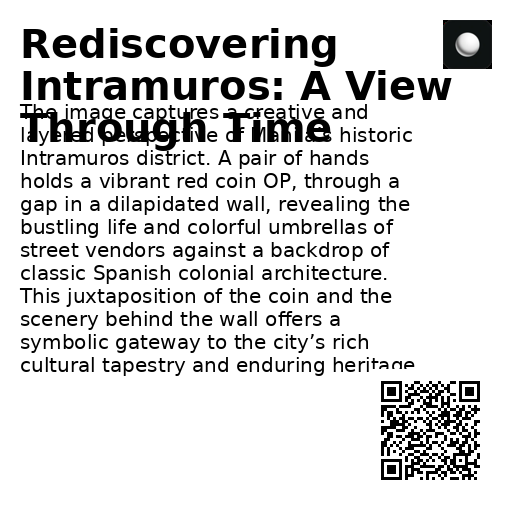 Rediscovering
Intramuros: A View
Through Time
The image captures a creative and
layered perspective of Manila's historic
Intramuros district. A pair of hands
holds a vibrant red coin OP, through a
gap in a dilapidated wall, revealing the
bustling life and colorful umbrellas of
street vendors against a backdrop of
classic Spanish colonial architecture.
This juxtaposition of the coin and the
scenery behind the wall offers a
symbolic gateway to the city’s rich
cultural tapestry and enduring heritage